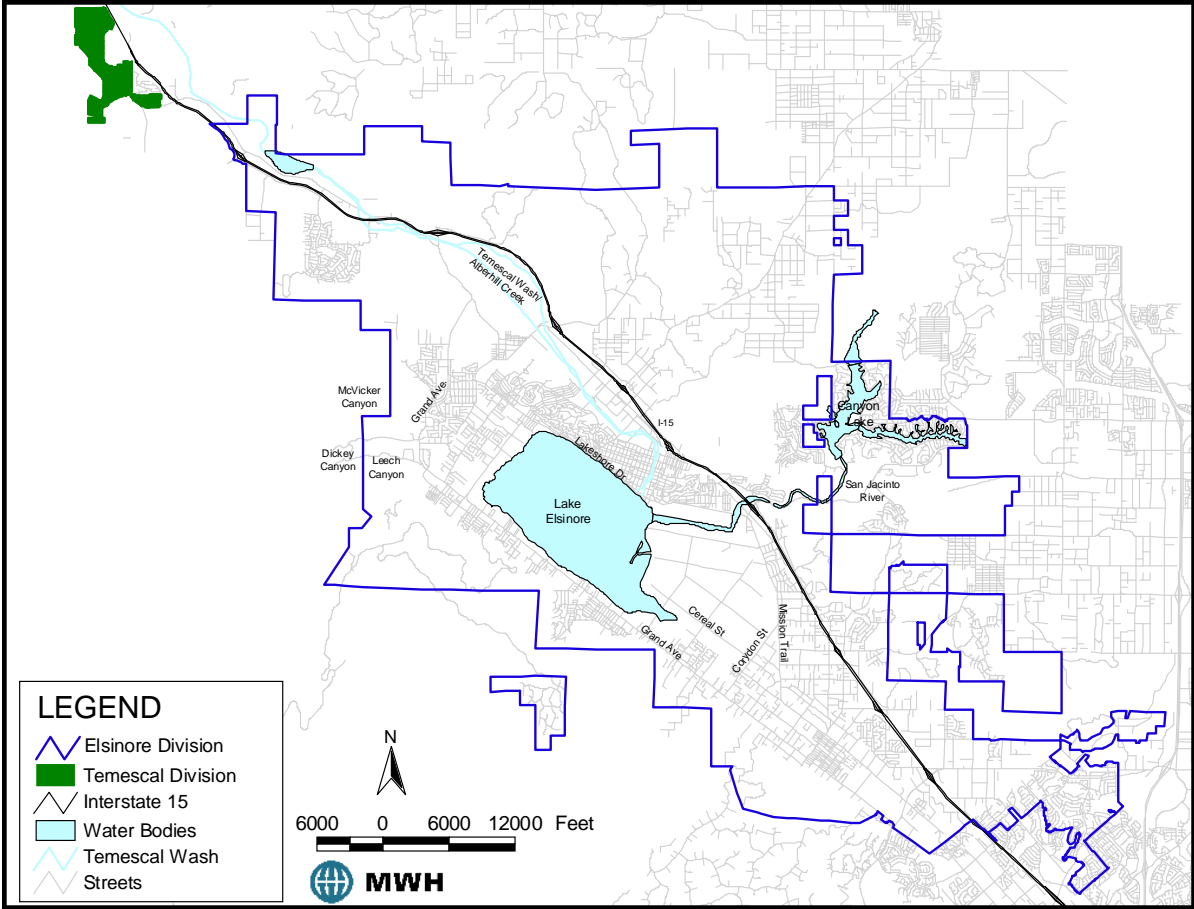 Temescal Wash/
Alberhill Creek
McVicker
Canyon
Grand Ave
Canyon
Lake
I-15
Dickey
Canyon
Leech
Canyon
Lakeshore Dr.
San Jacinto
River
Lake
Elsinore
Cereal St
Grand Ave
Corydon St
Mission Trail
LEGEND
Elsinore Division
Temescal Division
Interstate 15
Water Bodies
Temescal Wash
Streets
N
6000 0 6000 12000 Feet
MWH